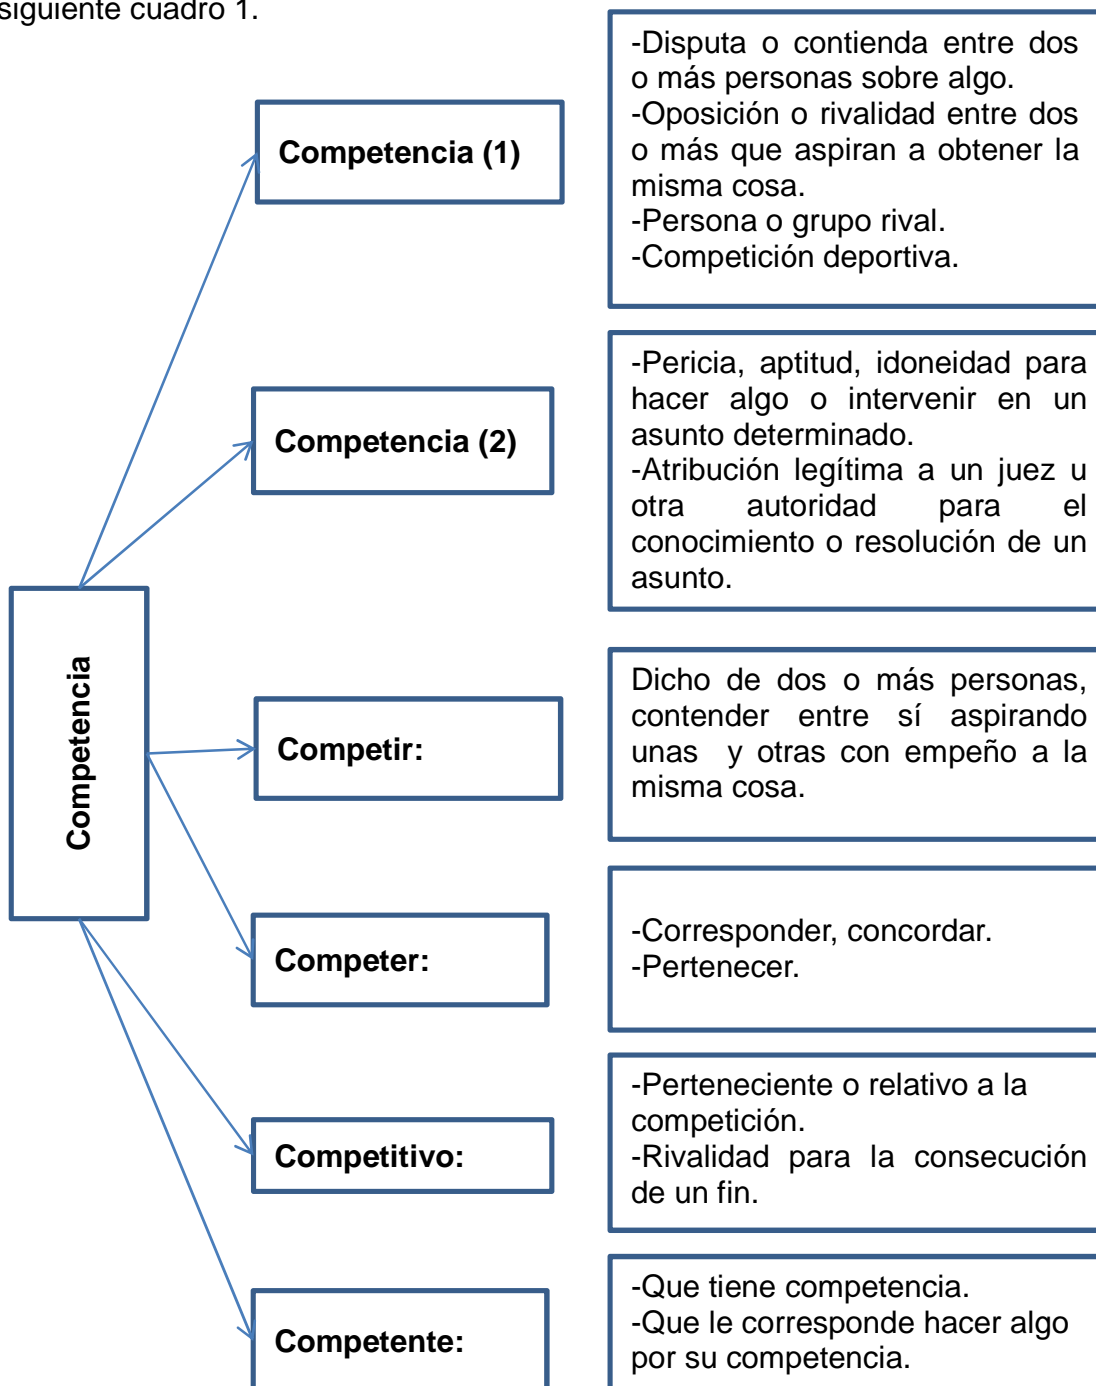 siguiente cuadro 1.
Competencia
Competencia (1)
-Disputa o contienda entre dos
o más personas sobre algo.
-Oposición o rivalidad entre dos
o más que aspiran a obtener la
misma cosa.
-Persona o grupo rival.
-Competición deportiva.
Competencia (2)
-Pericia, aptitud, idoneidad para
hacer algo o intervenir en un
asunto determinado.
-Atribución legítima a un juez u
otra autoridad para el
conocimiento o resolución de un
asunto.
Competir:
Dicho de dos o más personas,
contender entre sí aspirando
unas y otras con empeño a la
misma cosa.
Competer:
-Corresponder, concordar.
-Pertenecer.
Competitivo:
-Perteneciente o relativo a la
competición.
-Rivalidad para la consecución
de un fin.
Competente:
-Que tiene competencia.
-Que le corresponde hacer algo
por su competencia.